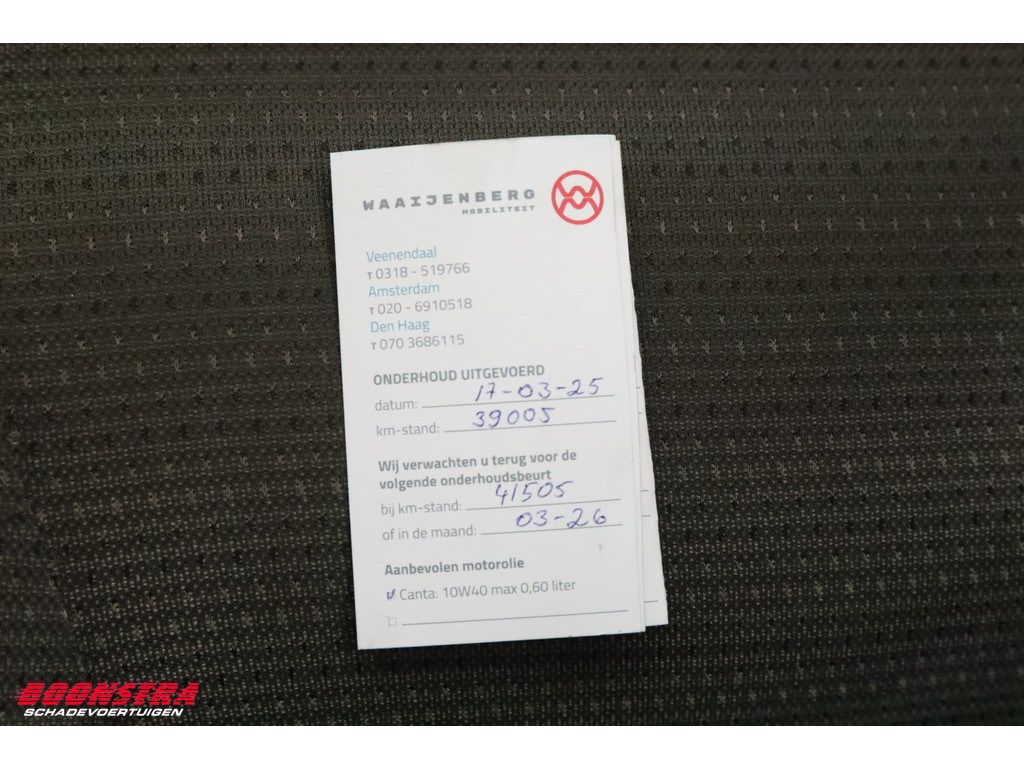 WAAIJENBERG
MOBILITEIT
Veenendaal
T 0318 - 519766
Amsterdam
T 020 - 6910518
Den Haag
T 070 3686115
ONDERHOUD UITGEVOERD
datum: 17-03-25
km-stand: 39005
Wij verwachten u terug voor de
volgende onderhoudsbeurt
bij km-stand: 41505
of in de maand: 03-26
Aanbevolen motorolie
Canta: 10W40 max 0,60 liter
BOONSTRA
SCHADEVOERTUIGEN